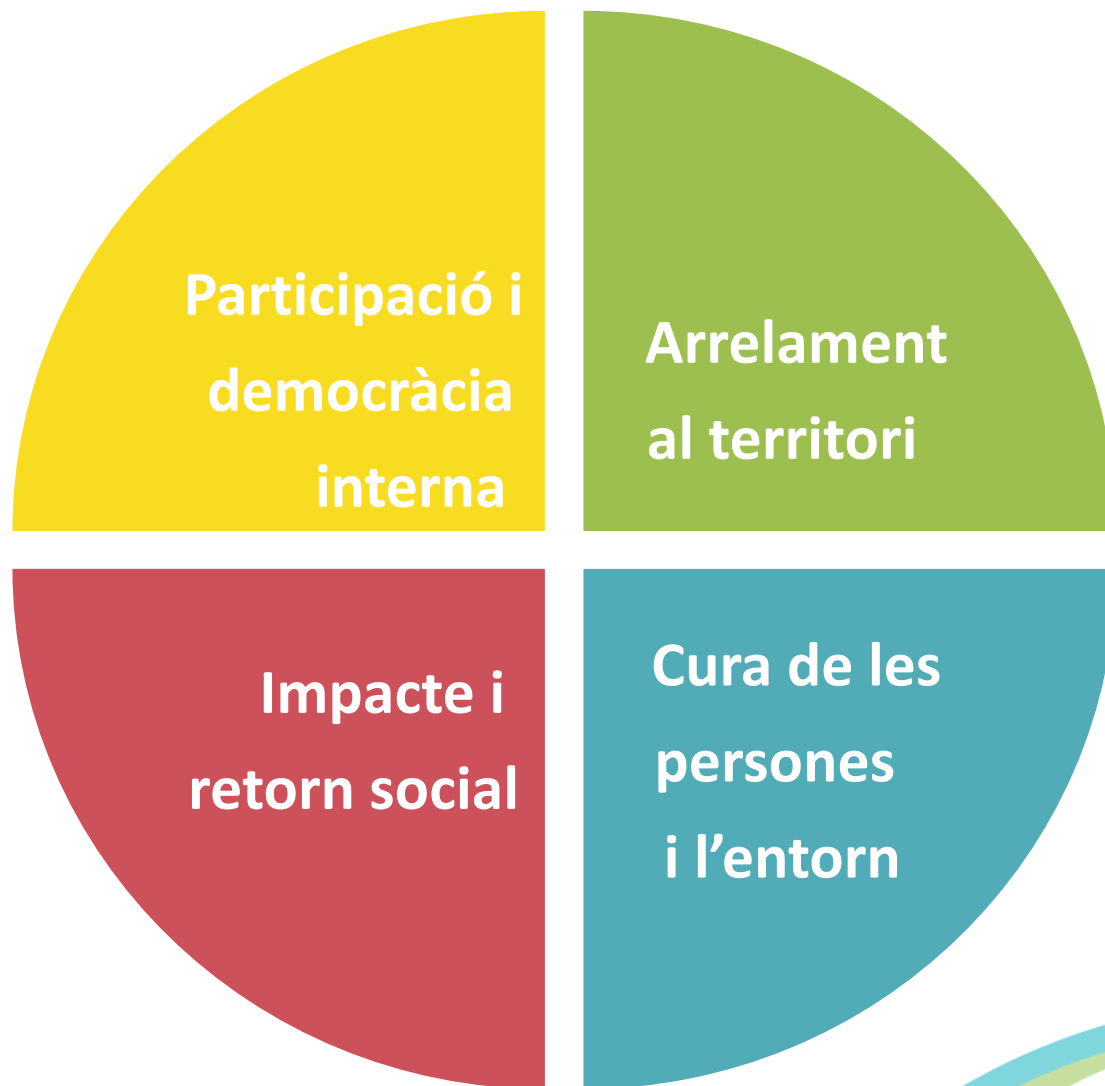 Participació i
democràcia
interna
Arrelament
al territori
Impacte i
retorn social
Cura de les
persones
i l’entorn